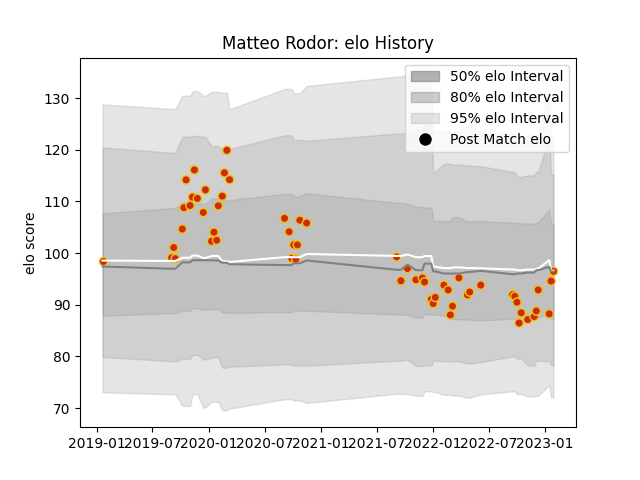 Matteo Rodor: elo History
50% elo Interval
80% elo Interval
95% elo Interval
Post Match elo
elo score
130
120
110
100
90
80
70
2019-01 2019-07 2020-01 2020-07 2021-01 2021-07 2022-01 2022-07 2023-01